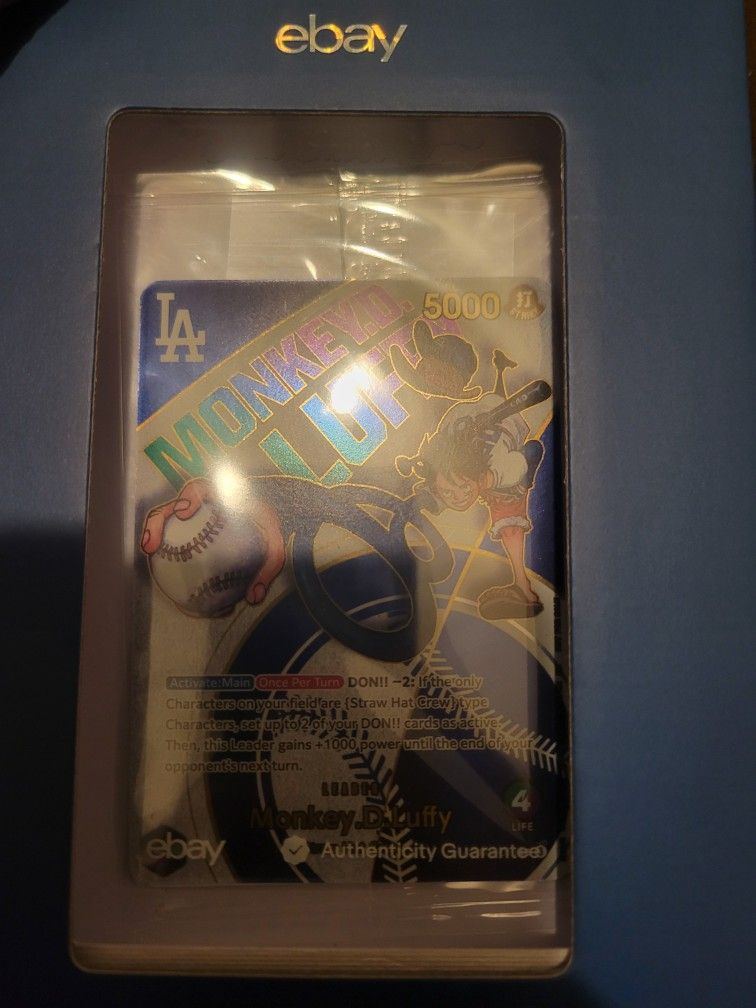 ebay
LA
5000
打
MONKEY.D.
LUFFY
Activate:Main Once Per Turn DON!! −2: If the only
Characters on your field are {Straw Hat Crew} type
Characters, set up to 2 of your DON!! cards as active.
Then, this Leader gains +1000 power until the end of your
opponent's next turn.
LEADER
4
Monkey.D.Luffy
LIFE
ebay
Authenticity Guarantee